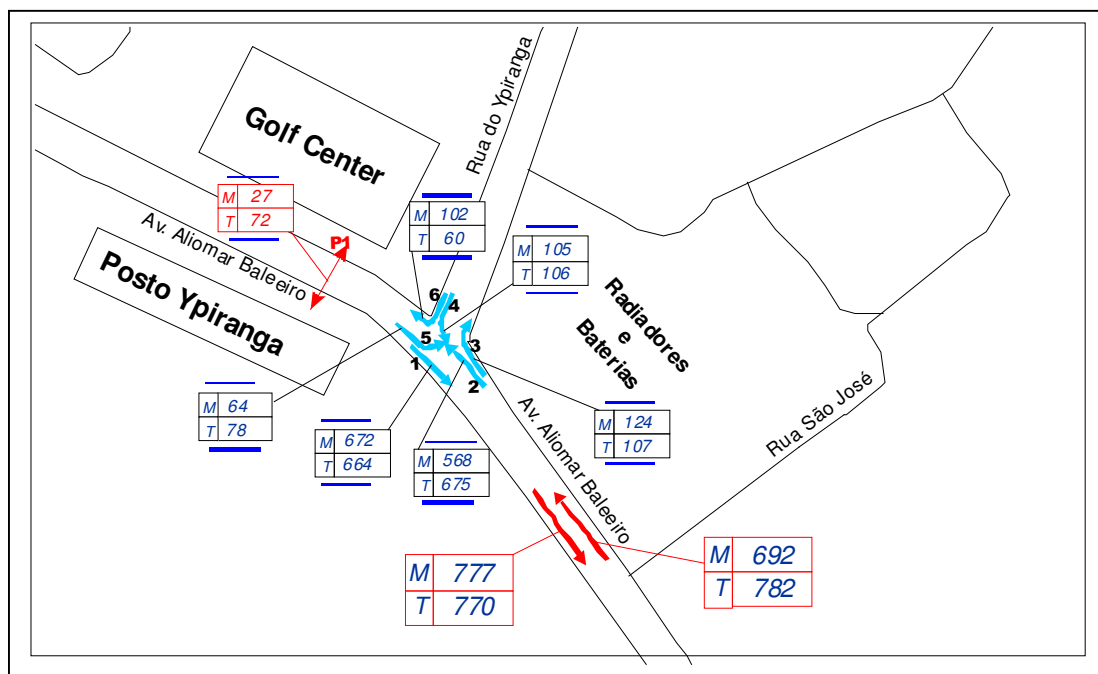 Rua do Ypiranga
Golf Center
M 27
T 72
P1
Av. Aliomar Baleeiro
Posto Ypiranga
M 102
T 60
M 105
T 106
6
4
5
3
1
2
Radiadores
e
Baterias
M 64
T 78
M 672
T 664
M 568
T 675
M 124
T 107
Av. Aliomar Baleeiro
Rua São José
M 777
T 770
M 692
T 782